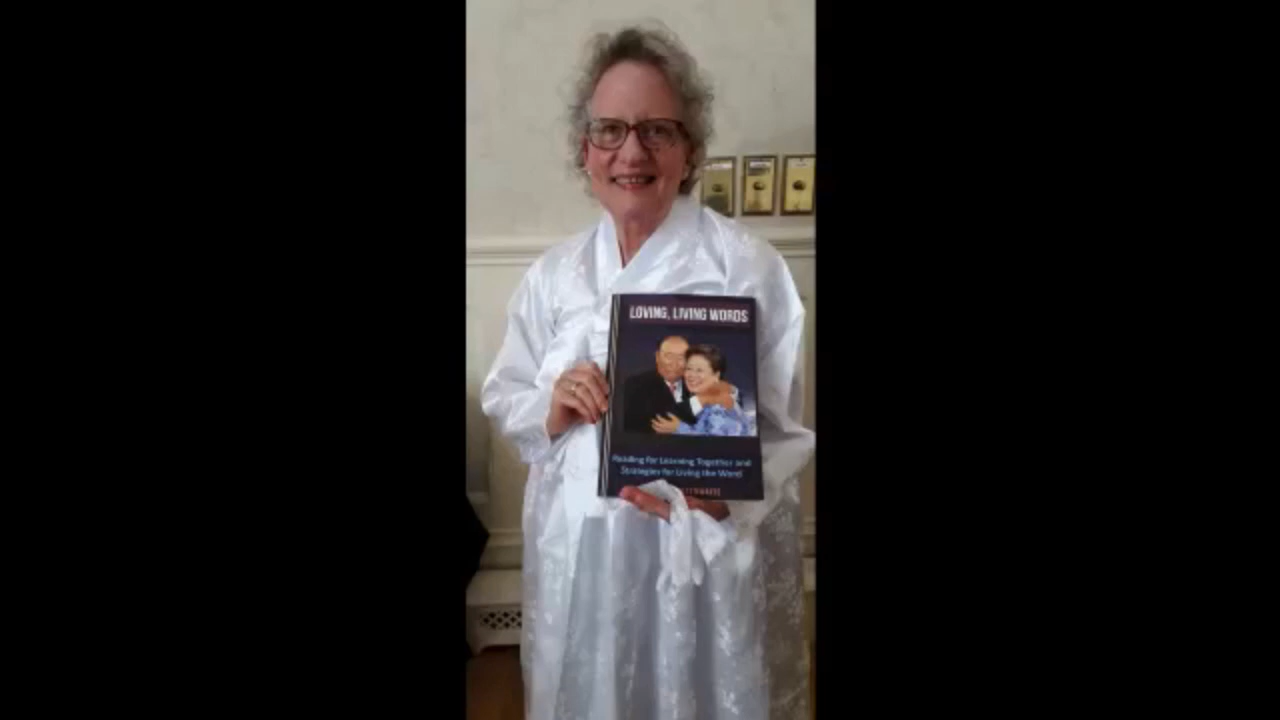 LOVING, LIVING WORDS
Reading for Learning Together and
Strategies for Living the Word